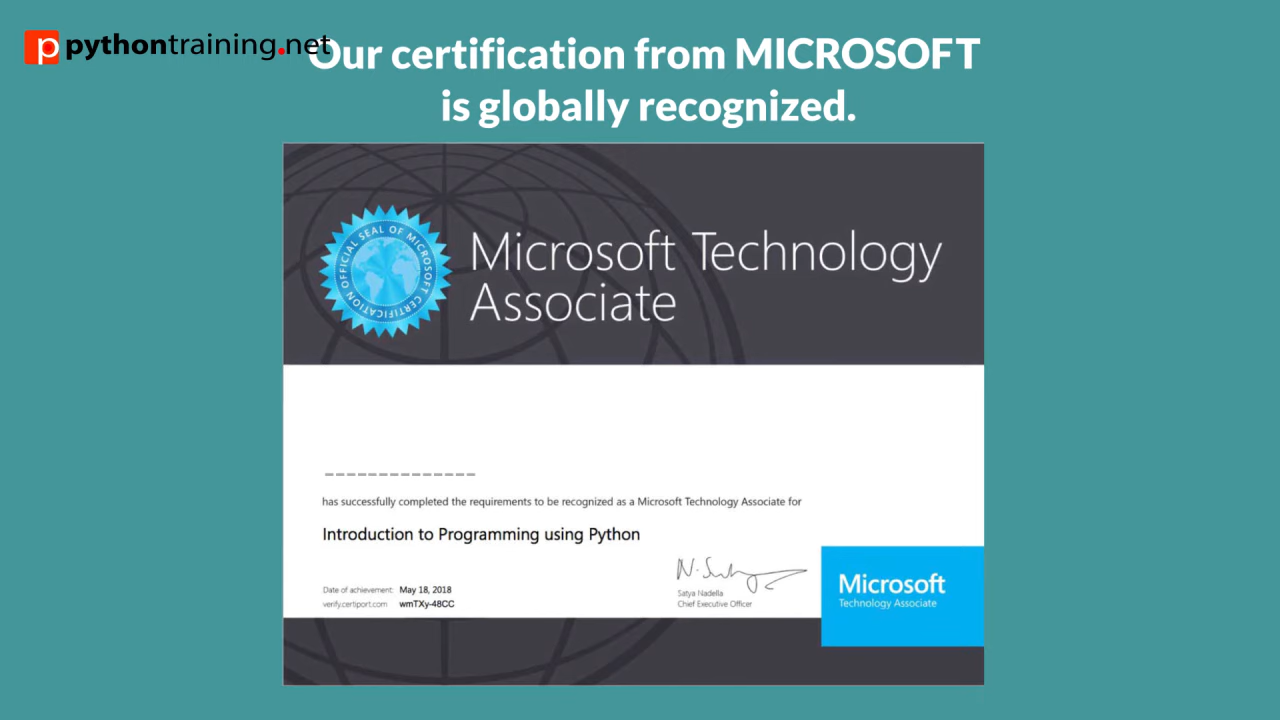 pythontraining.net
Our certification from MICROSOFT
is globally recognized.
OFFICIAL SEAL OF MICROSOFT CERTIFICATION
Microsoft Technology
Associate
has successfully completed the requirements to be recognized as a Microsoft Technology Associate for
Introduction to Programming using Python
Date of achievement: May 18, 2018
verify.certiport.com wmTXy-48CC
Satya Nadella
Chief Executive Officer
Microsoft
Technology Associate